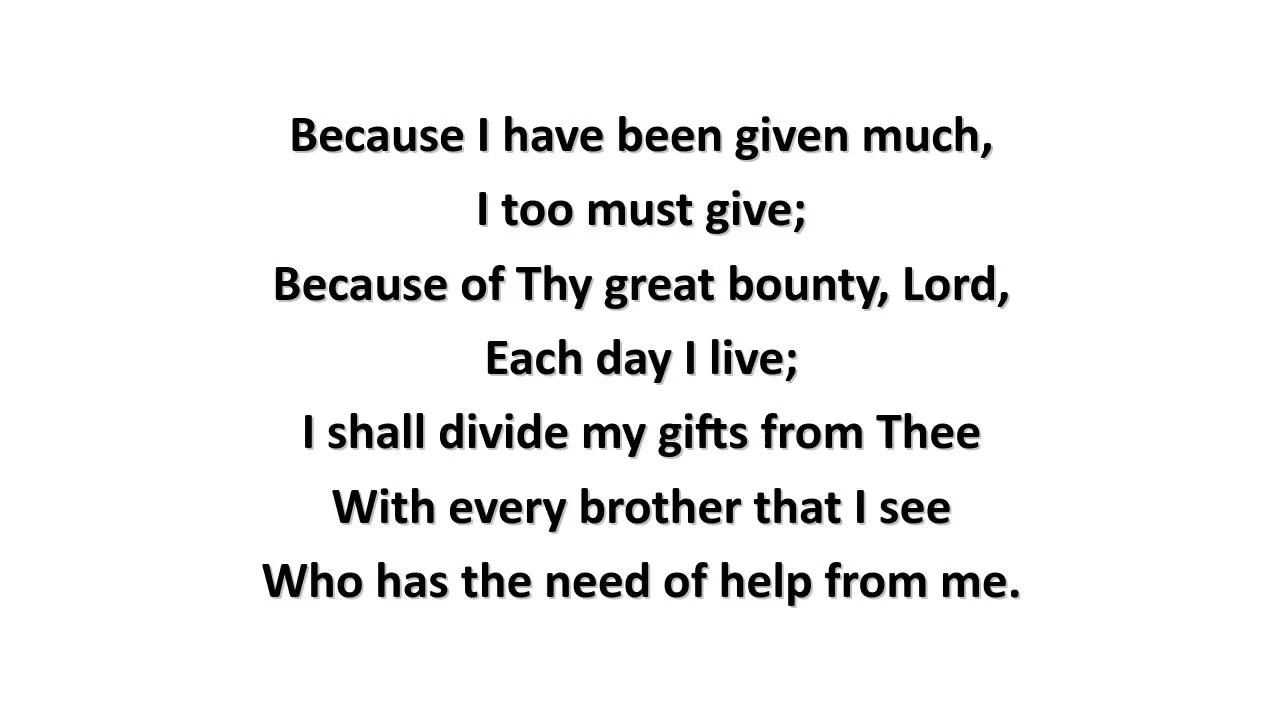 Because I have been given much,
I too must give;
Because of Thy great bounty, Lord,
Each day I live;
I shall divide my gifts from Thee
With every brother that I see
Who has the need of help from me.